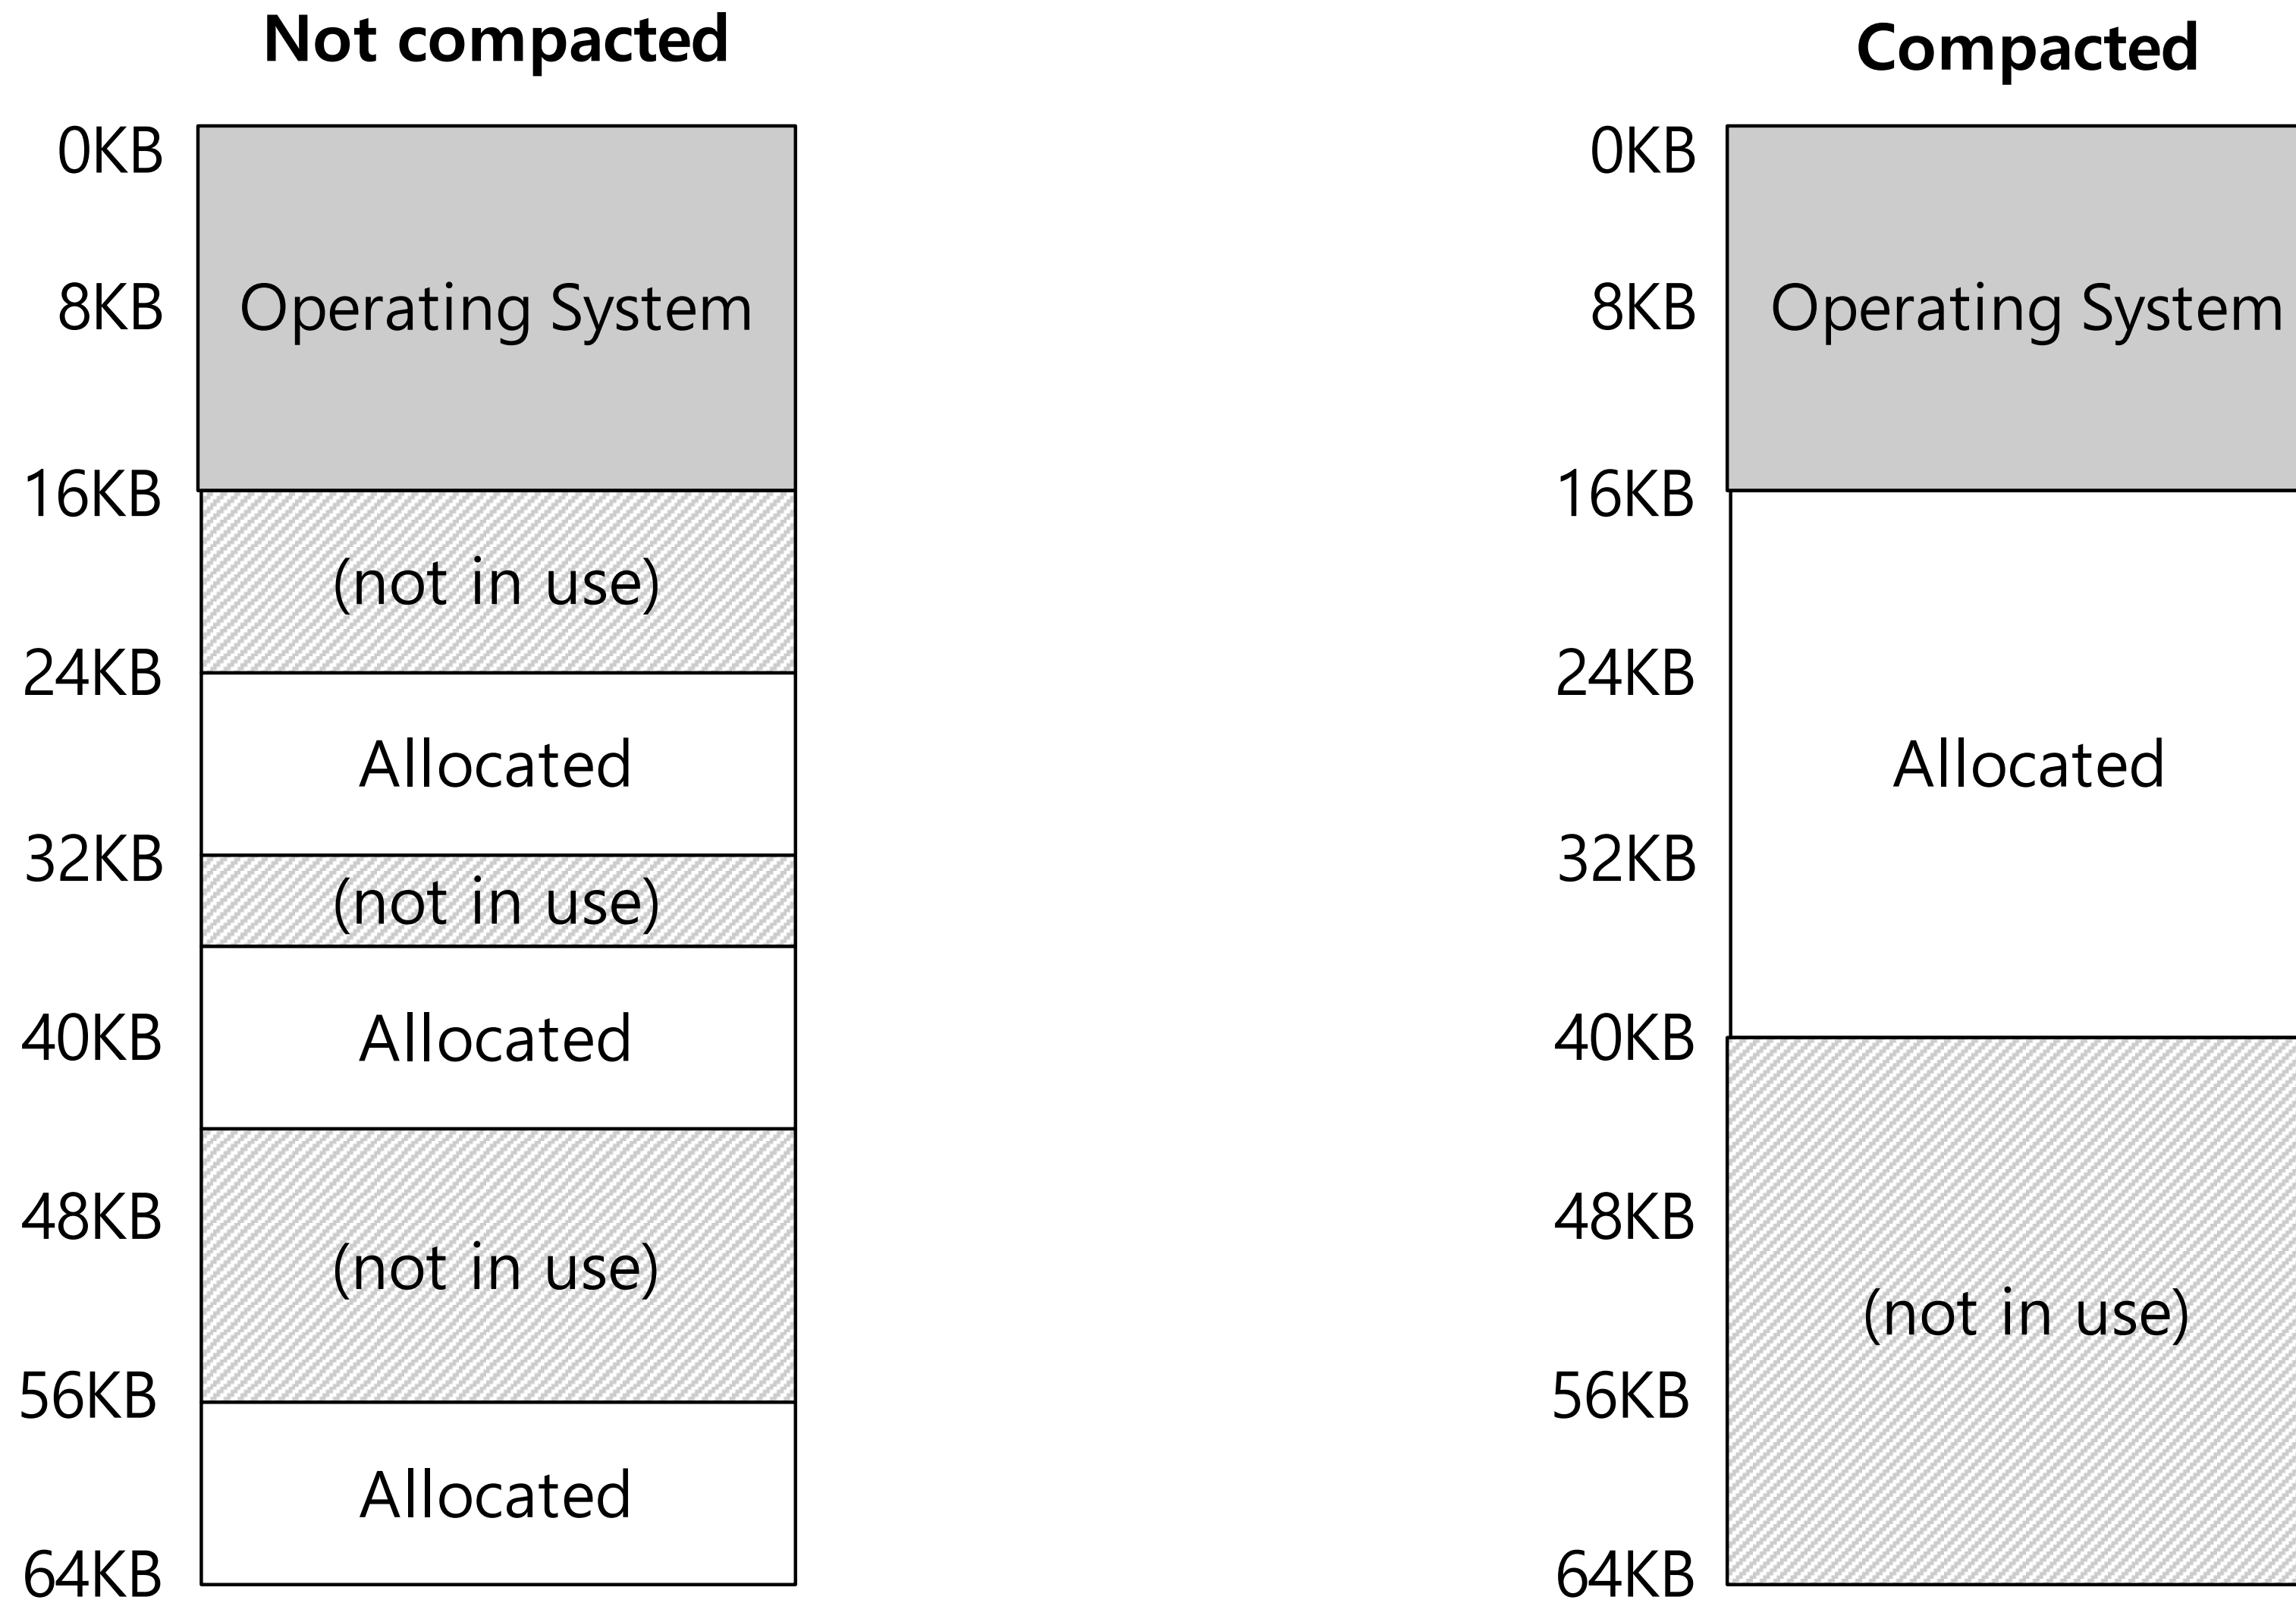 Not compacted
0KB
8KB
Operating System
16KB
(not in use)
24KB
Allocated
32KB
(not in use)
40KB
Allocated
48KB
(not in use)
56KB
Allocated
64KB
Compacted
0KB
8KB
Operating System
16KB
24KB
Allocated
32KB
40KB
48KB
(not in use)
56KB
64KB